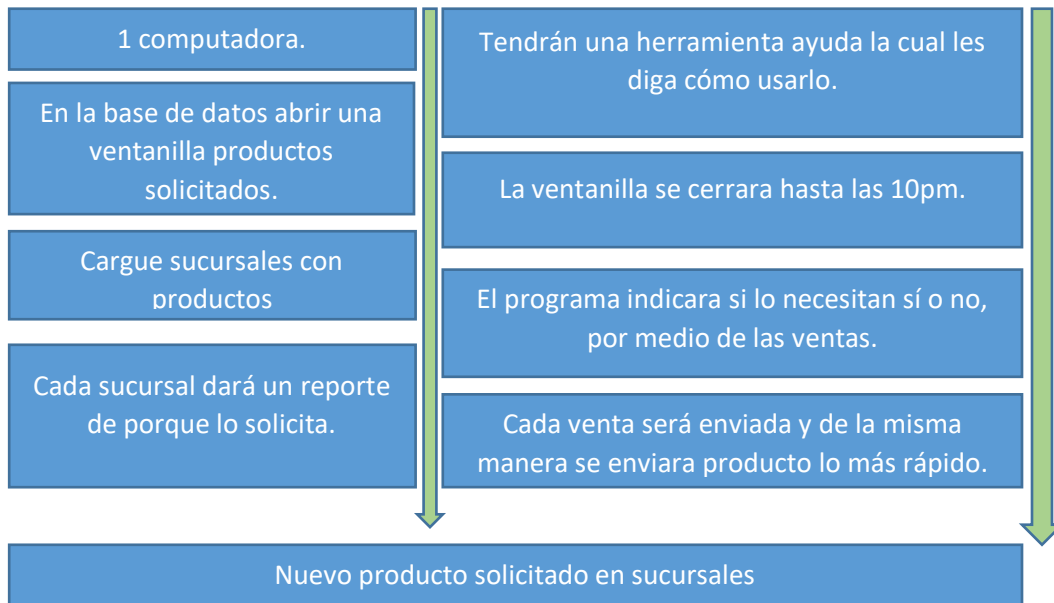 1 computadora.
En la base de datos abrir una
ventanilla productos
solicitados.
Cargue sucursales con
productos
Cada sucursal dará un reporte
de porque lo solicita.
Tendrán una herramienta ayuda la cual les
diga cómo usarlo.
La ventanilla se cerrara hasta las 10pm.
El programa indicara si lo necesitan sí o no,
por medio de las ventas.
Cada venta será enviada y de la misma
manera se enviara producto lo más rápido.
Nuevo producto solicitado en sucursales